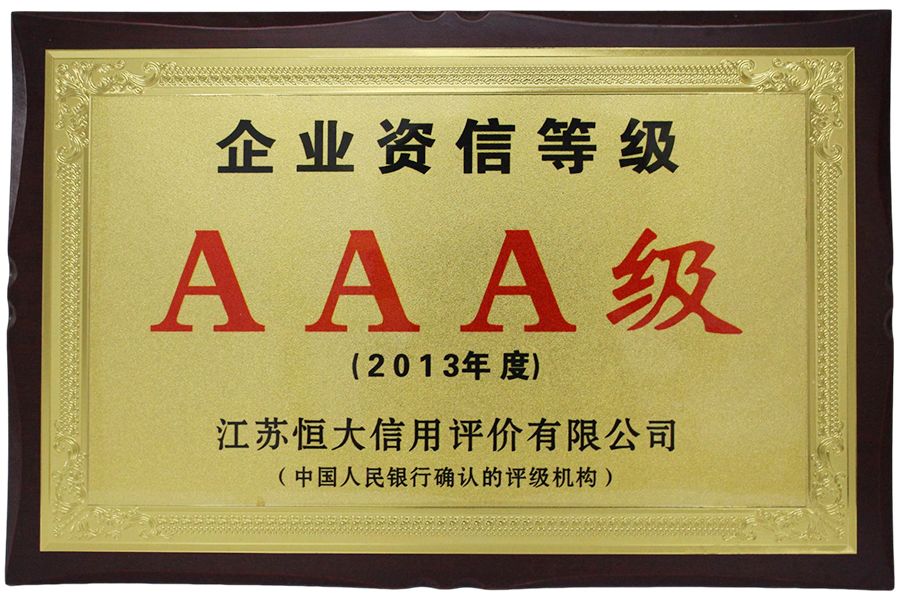 企业资信等级
AAA级
(2013年度)
江苏恒大信用评价有限公司
(中国人民银行确认的评级机构)